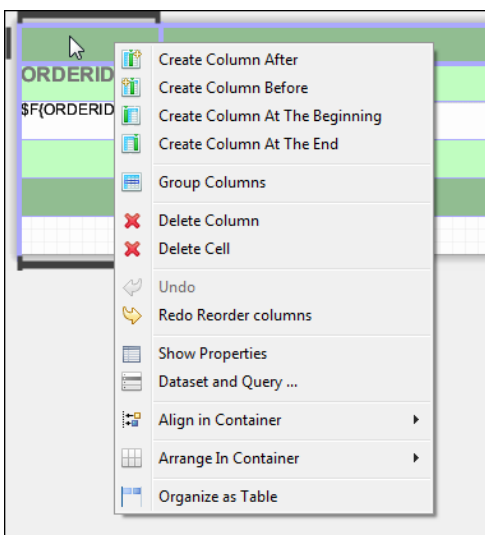 Create Column After
ORDERID
Create Column Before
$F{ORDERID
Create Column At The Beginning
Create Column At The End
Group Columns
Delete Column
Delete Cell
Undo
Redo Reorder columns
Show Properties
Dataset and Query ...
Align in Container
Arrange In Container
Organize as Table